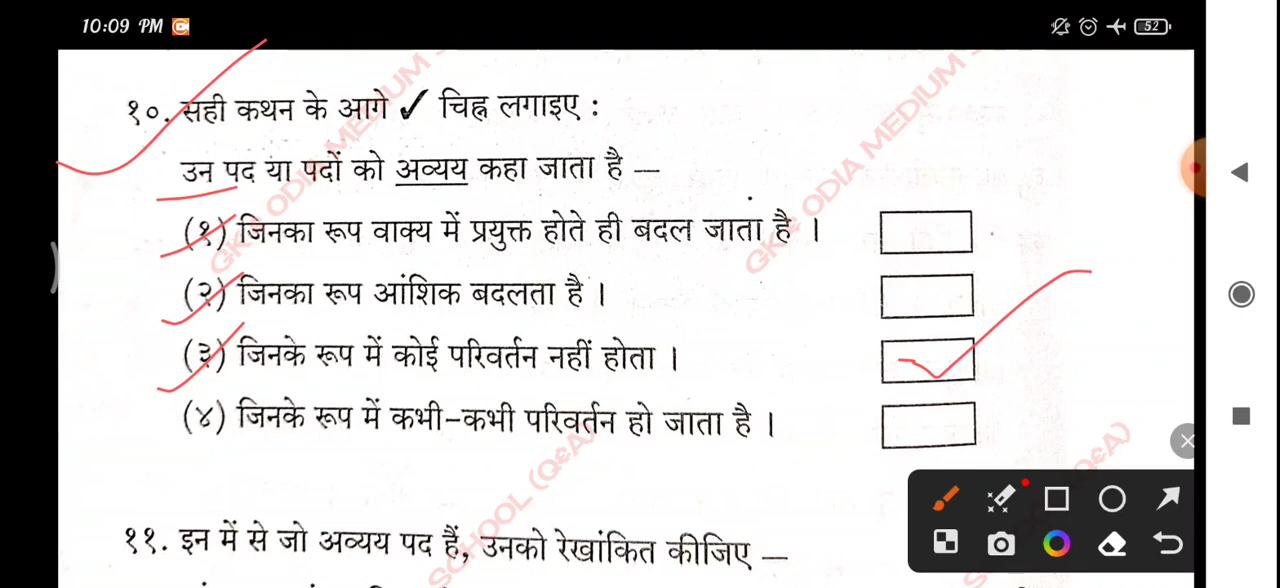 10:09 PM
52
१०. सही कथन के आगे ✓ चिह्न लगाइए :
उन पद या पदों को अव्यय कहा जाता है —
(१) जिनका रूप वाक्य में प्रयुक्त होते ही बदल जाता है ।
(२) जिनका रूप आंशिक बदलता है ।
(३) जिनके रूप में कोई परिवर्तन नहीं होता ।
(४) जिनके रूप में कभी-कभी परिवर्तन हो जाता है ।
११. इन में से जो अव्यय पद हैं, उनको रेखांकित कीजिए —
GK & ODIA MEDIUM
GK & ODIA MEDIUM
SCHOOL (Q&A)
SCHOOL (Q&A)